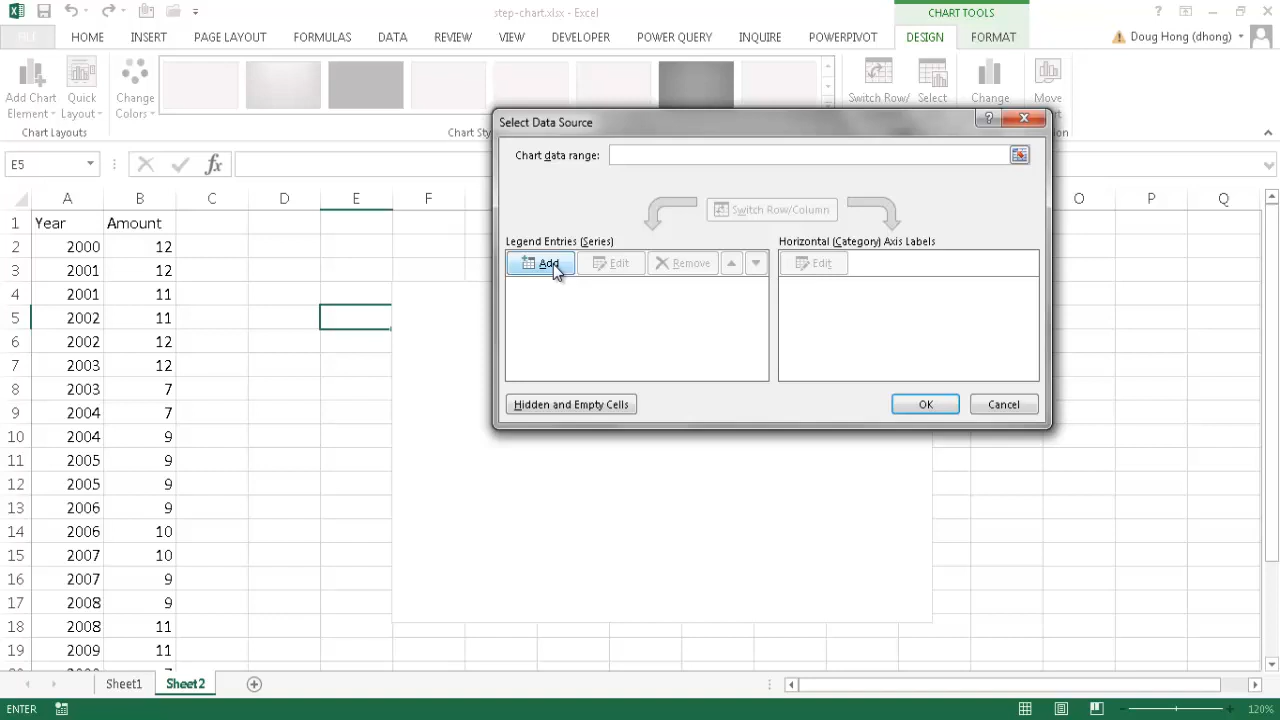 step-chart.xlsx - Excel
CHART TOOLS
?
FILE HOME INSERT PAGE LAYOUT FORMULAS DATA REVIEW VIEW DEVELOPER POWER QUERY INQUIRE POWERPIVOT DESIGN FORMAT Doug Hong (dhong)
Add Chart Element
Quick Layout
Change Colors
Switch Row/
Select
Change
Move
Chart Layouts
Chart Sty
on
Select Data Source
?
Chart data range:
Switch Row/Column
Legend Entries (Series)
Horizontal (Category) Axis Labels
Add Edit Remove
Edit
Hidden and Empty Cells
OK Cancel
E5
fx
A B C D E F O P Q
1 Year Amount
2 2000 12
3 2001 12
4 2001 11
5 2002 11
6 2002 12
7 2003 12
8 2003 7
9 2004 7
10 2004 9
11 2005 9
12 2005 9
13 2006 9
14 2006 10
15 2007 10
16 2007 9
17 2008 9
18 2008 11
19 2009 11
Sheet1 Sheet2
ENTER
120%